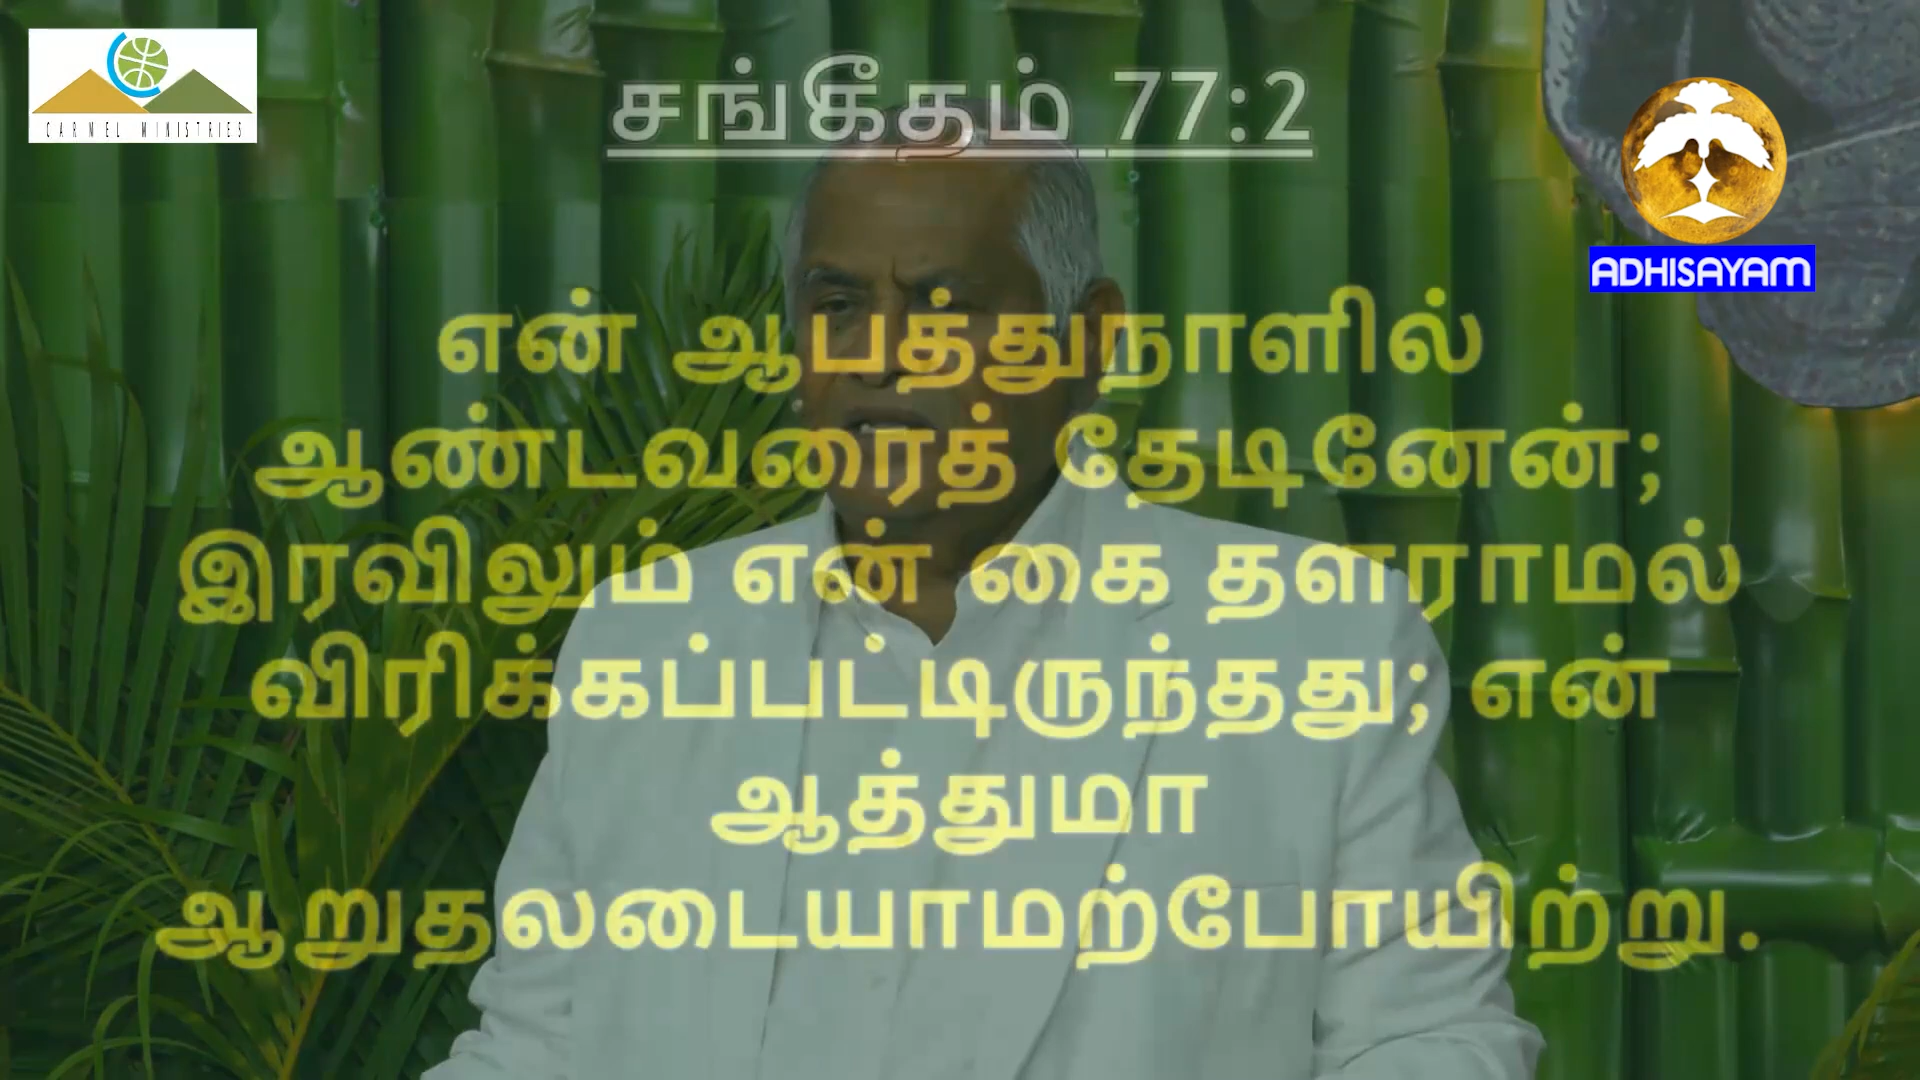 CARMEL MINISTRIES
சங்கீதம் 77:2
ADHISAYAM
என் ஆபத்துநாளில்
ஆண்டவரைத் தேடினேன்;
இரவிலும் என் கை தளராமல்
விரிக்கப்பட்டிருந்தது; என்
ஆத்துமா
ஆறுதலடையாமற்போயிற்று.